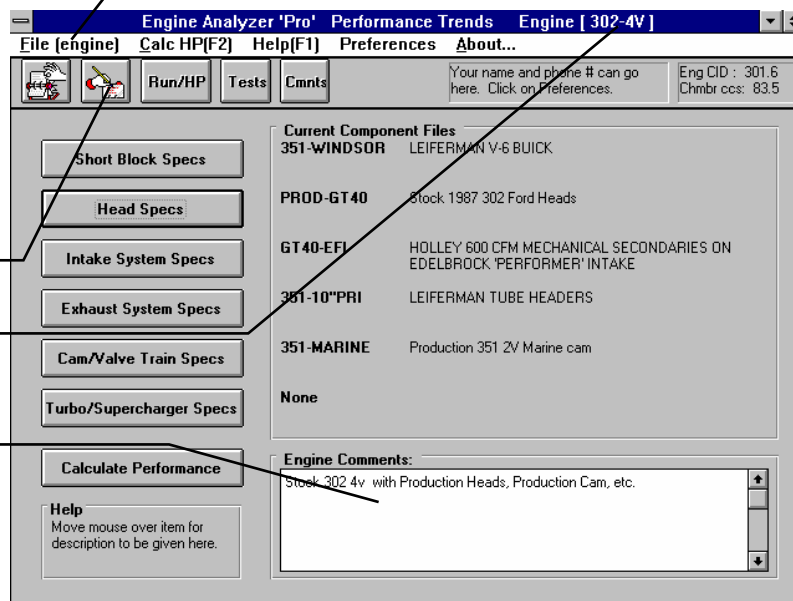 Engine Analyzer 'Pro'   Performance Trends    Engine [ 302-4V ]
File (engine)   Calc HP(F2)   Help(F1)   Preferences   About...
Run/HP   Tests   Cmnts
Your name and phone # can go
here.  Click on Preferences.
Eng CID :  301.6
Chmbr ccs:  83.5
Short Block Specs
Head Specs
Intake System Specs
Exhaust System Specs
Cam/Valve Train Specs
Turbo/Supercharger Specs
Calculate Performance
Help
Move mouse over item for
description to be given here.
Current Component Files
351-WINDSOR   LEIFERMAN V-6 BUICK
PROD-GT40   Stock 1987 302 Ford Heads
GT40-EFI   HOLLEY 600 CFM MECHANICAL SECONDARIES ON
EDELBROCK 'PERFORMER' INTAKE
351-10"PRI   LEIFERMAN TUBE HEADERS
351-MARINE   Production 351 2V Marine cam
None
Engine Comments:
Stock 302 4v  with Production Heads, Production Cam, etc.